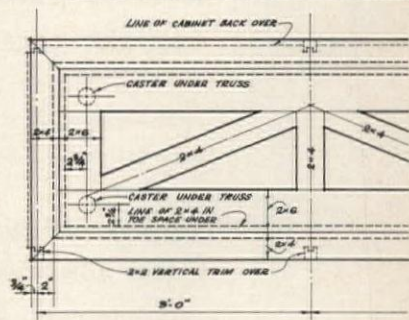 LINE OF CABINET BACK OVER
CASTER UNDER TRUSS
2×4
2×6
2×4
2×4
2×4
CASTER UNDER TRUSS
LINE OF 2×4 IN
TOE SPACE UNDER
2×6
2×4
2×2 VERTICAL TRIM OVER
3/4"
2"
3'-0"